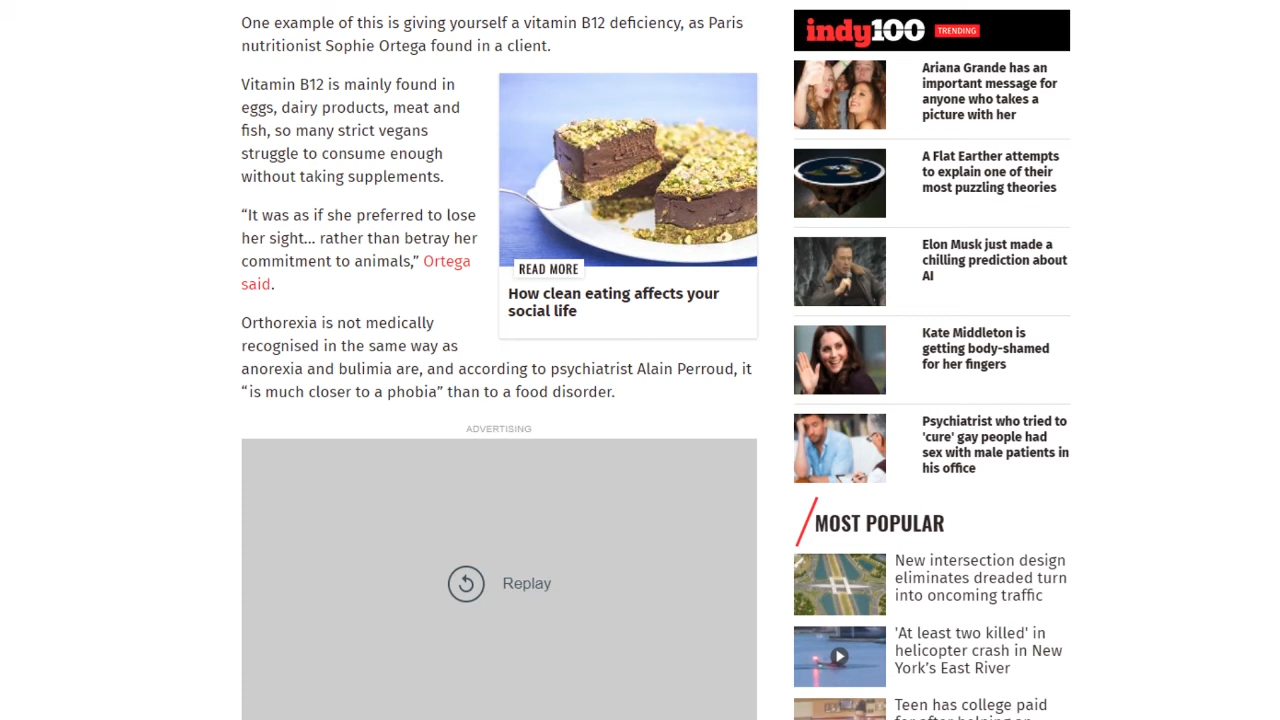 One example of this is giving yourself a vitamin B12 deficiency, as Paris
nutritionist Sophie Ortega found in a client.
Vitamin B12 is mainly found in
eggs, dairy products, meat and
fish, so many strict vegans
struggle to consume enough
without taking supplements.
“It was as if she preferred to lose
her sight... rather than betray her
commitment to animals,” Ortega
said.
READ MORE
How clean eating affects your
social life
Orthorexia is not medically
recognised in the same way as
anorexia and bulimia are, and according to psychiatrist Alain Perroud, it
“is much closer to a phobia” than to a food disorder.
ADVERTISING
Replay
indy100 TRENDING
Ariana Grande has an
important message for
anyone who takes a
picture with her
A Flat Earther attempts
to explain one of their
most puzzling theories
Elon Musk just made a
chilling prediction about
AI
Kate Middleton is
getting body-shamed
for her fingers
Psychiatrist who tried to
'cure' gay people had
sex with male patients in
his office
MOST POPULAR
New intersection design
eliminates dreaded turn
into oncoming traffic
'At least two killed' in
helicopter crash in New
York’s East River
Teen has college paid
for after helping an